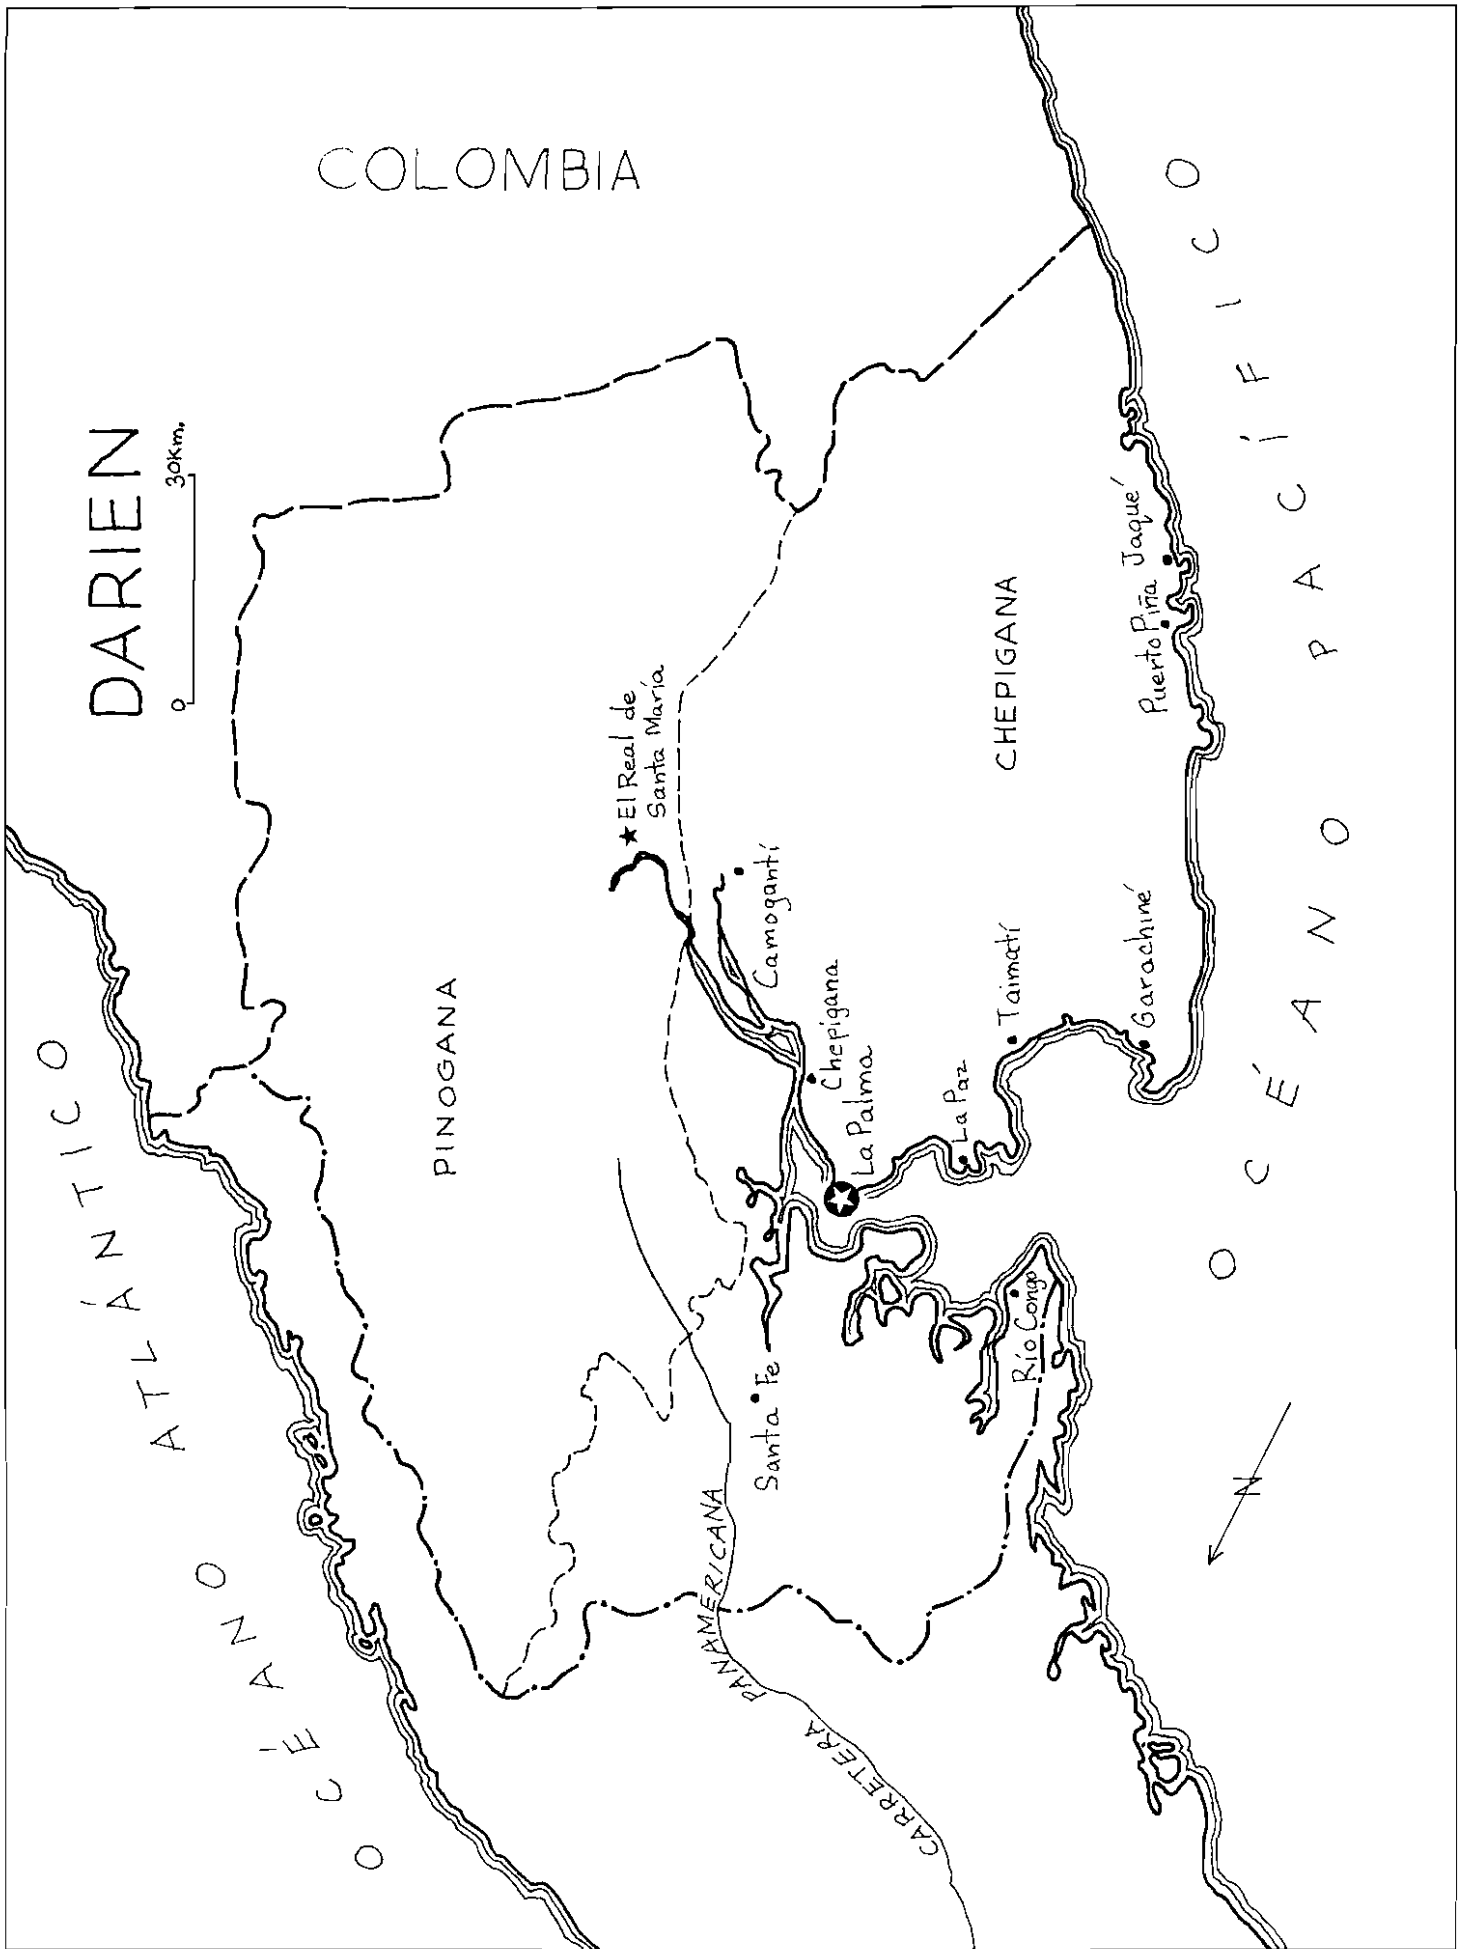 DARIEN
0 30Km.
COLOMBIA
OCÉANO ATLÁNTICO
PINOGANA
★ El Real de
Santa María
CARRETERA PANAMERICANA
Santa Fe
Camogantí
Chepigana
La Palma
CHEPIGANA
La Paz
Taimatí
Río Congo
Garachiné
Puerto Piña
Jaqué
N
OCÉANO PACÍFICO